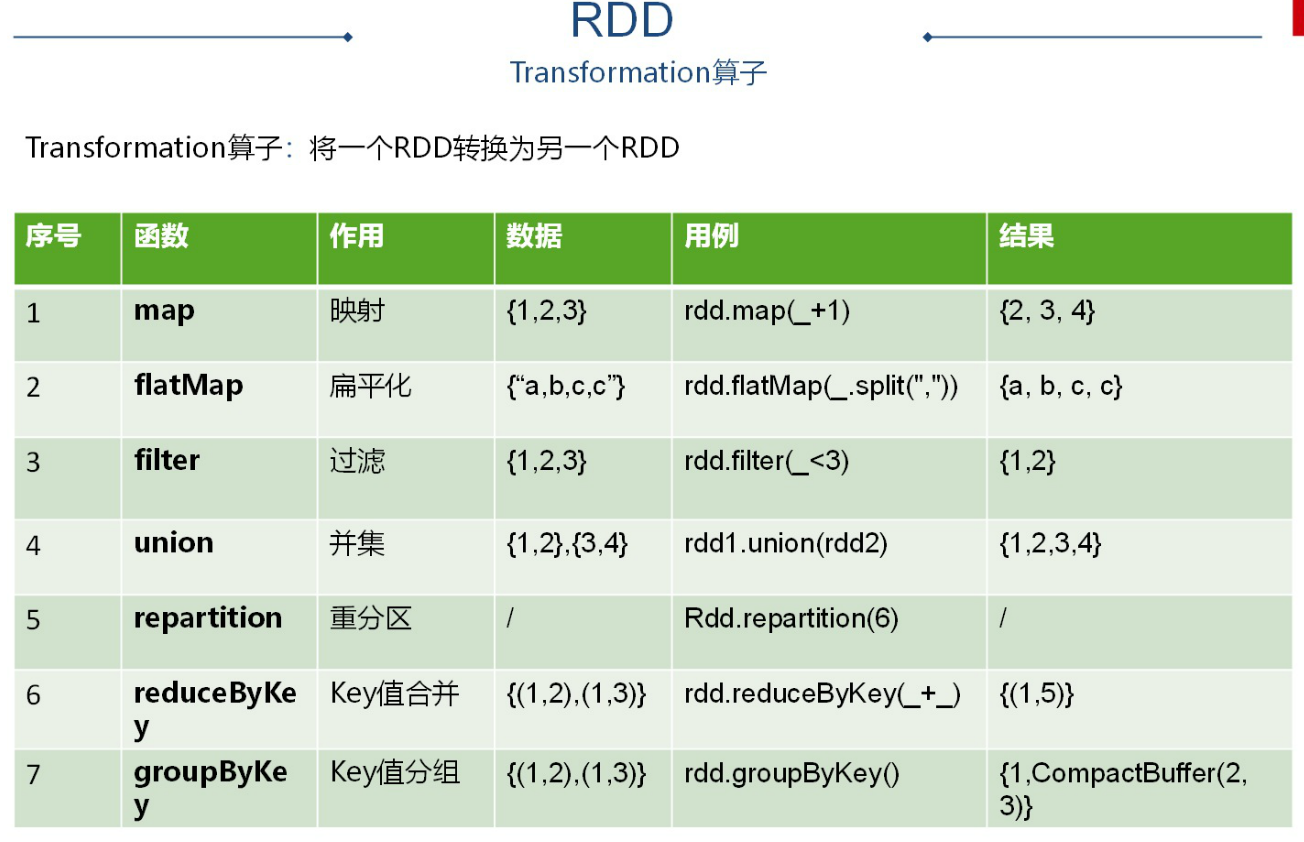 RDD
Transformation算子
Transformation算子：将一个RDD转换为另一个RDD
序号 函数 作用 数据 用例 结果
1 map 映射 {1,2,3} rdd.map(_+1) {2, 3, 4}
2 flatMap 扁平化 {“a,b,c,c”} rdd.flatMap(_.split(",")) {a, b, c, c}
3 filter 过滤 {1,2,3} rdd.filter(_<3) {1,2}
4 union 并集 {1,2},{3,4} rdd1.union(rdd2) {1,2,3,4}
5 repartition 重分区 / Rdd.repartition(6) /
6 reduceByKe Key值合并 {(1,2),(1,3)} rdd.reduceByKey(_+_) {(1,5)}
y
7 groupByKe Key值分组 {(1,2),(1,3)} rdd.groupByKey() {1,CompactBuffer(2,
y 3)}